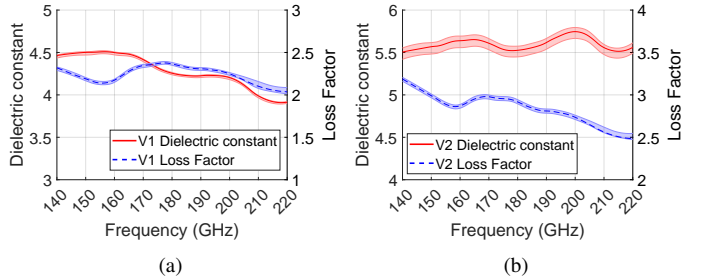 5
4.5
4
3.5
3
3
2.5
2
1.5
1
Dielectric constant
Loss Factor
V1 Dielectric constant
V1 Loss Factor
140 150 160 170 180 190 200 210 220
Frequency (GHz)
(a)
6
5.5
5
4.5
4
4
3.5
3
2.5
2
Dielectric constant
Loss Factor
V2 Dielectric constant
V2 Loss Factor
140 150 160 170 180 190 200 210 220
Frequency (GHz)
(b)